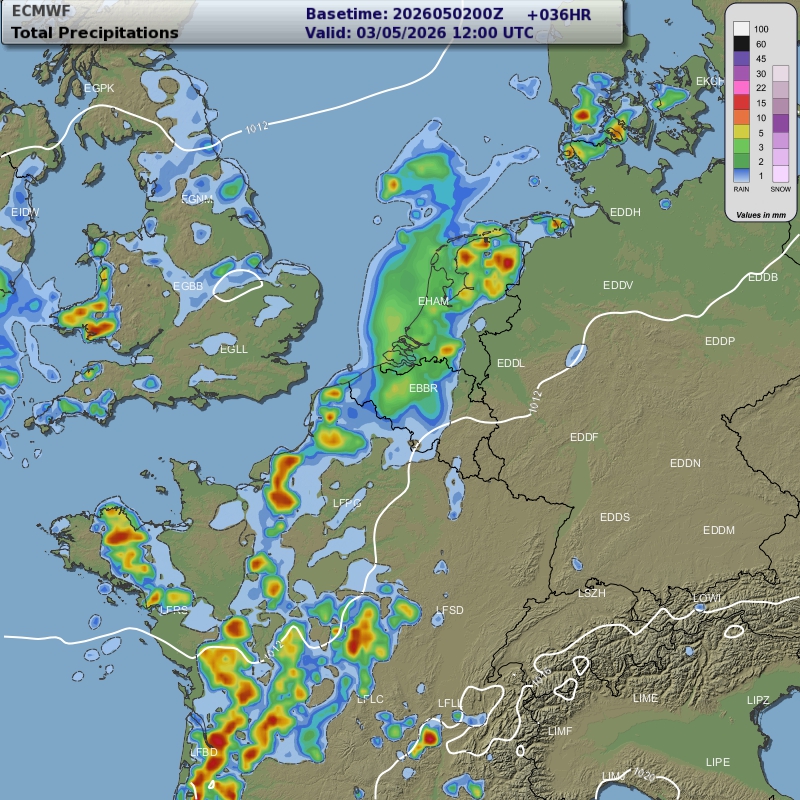 ECMWF
Basetime: 2026050200Z +036HR
Total Precipitations
Valid: 03/05/2026 12:00 UTC
100
60
45
30
22
15
10
5
3
2
1
RAIN SNOW
Values in mm
EGPK
1012
EIDW
EGNM
EDDH
EGBB
EDDV
EDDB
EHAM
EGLL
EDDP
EDDL
EBBR
1012
EDDF
EDDN
LFPG
EDDS
EDDM
LSZH
LOWI
LFRS
LFSD
1012
LFLC
LFLL
LIME
LIPZ
LIMF
LFBD
LIPE
LIMJ
1020